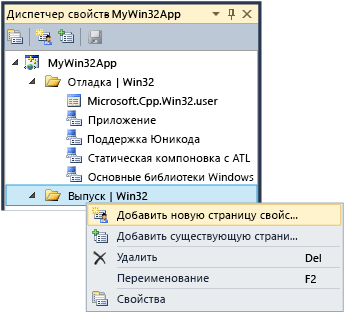 Диспетчер свойств MyWin32App
MyWin32App
Отладка | Win32
Microsoft.Cpp.Win32.user
Приложение
Поддержка Юникода
Статическая компоновка с ATL
Основные библиотеки Windows
Выпуск | Win32
Добавить новую страницу свойс...
Добавить существующую страни...
Удалить Del
Переименование F2
Свойства